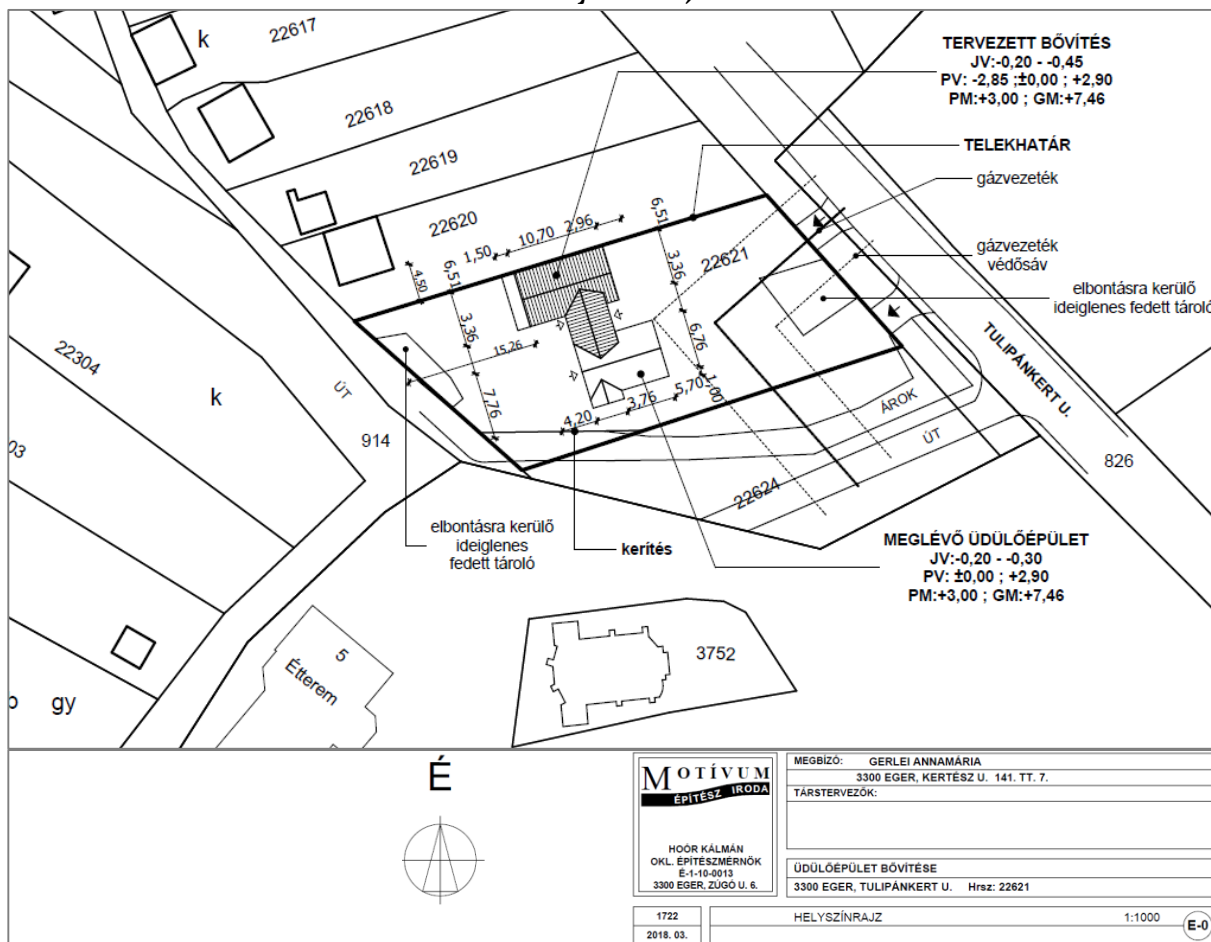 k
22617
22618
22619
22620
22621
22304
03
k
ÚT
914
gy
5
Étterem
3752
22624
ÁROK
ÚT
TULIPÁNKERT U.
826
1,50
10,70
2,96
6,51
4,50
6,51
3,36
3,36
15,26
7,76
6,76
1,00
5,70
3,76
4,20
TERVEZETT BŐVÍTÉS
JV:-0,20 - -0,45
PV: -2,85 ;±0,00 ; +2,90
PM:+3,00 ; GM:+7,46
TELEKHATÁR
gázvezeték
gázvezeték
védősáv
elbontásra kerülő
ideiglenes fedett tároló
elbontásra kerülő
ideiglenes
fedett tároló
kerítés
MEGLÉVŐ ÜDÜLŐÉPÜLET
JV:-0,20 - -0,30
PV: ±0,00 ; +2,90
PM:+3,00 ; GM:+7,46
É
MOTÍVUM
ÉPÍTÉSZ IRODA
HOÓR KÁLMÁN
OKL. ÉPÍTÉSZMÉRNÖK
É-1-10-0013
3300 EGER, ZÚGÓ U. 6.
MEGBÍZÓ: GERLEI ANNAMÁRIA
3300 EGER, KERTÉSZ U. 141. TT. 7.
TÁRSTERVEZŐK:
ÜDÜLŐÉPÜLET BŐVÍTÉSE
3300 EGER, TULIPÁNKERT U. Hrsz: 22621
1722
2018. 03.
HELYSZÍNRAJZ 1:1000
E-0